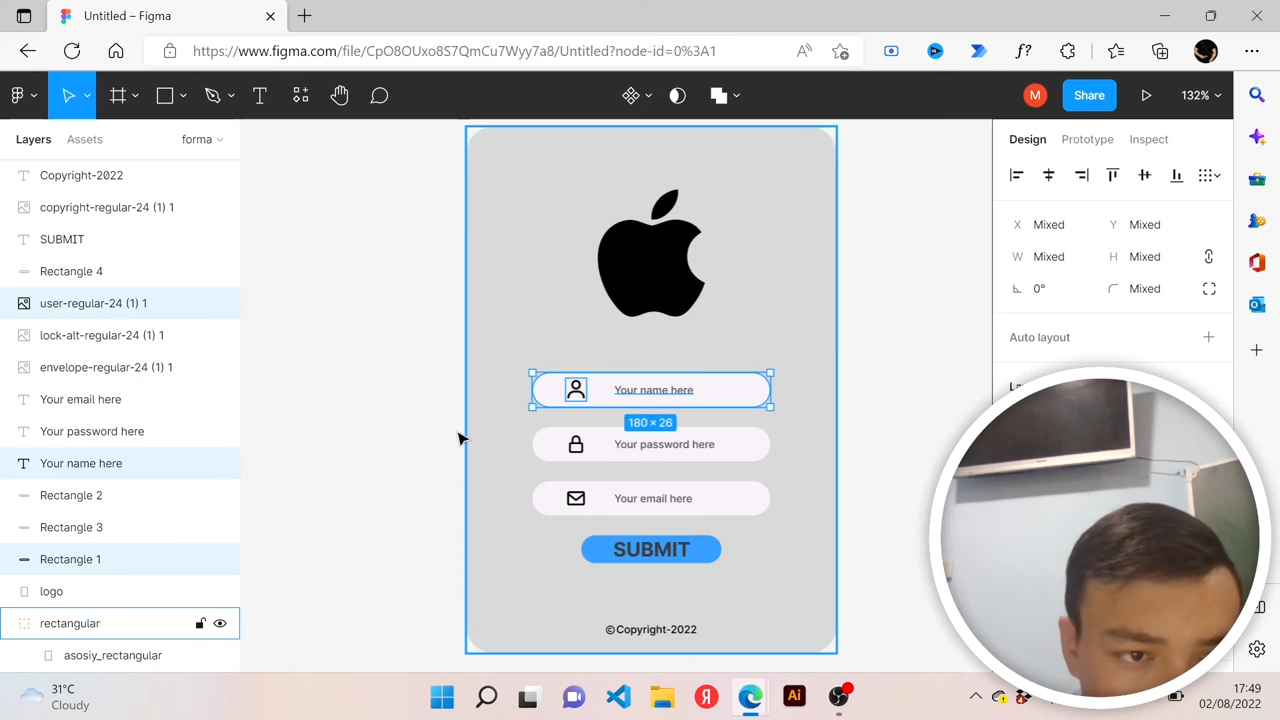 Untitled – Figma
https://www.figma.com/file/CpO8OUxo8S7QmCu7Wyy7a8/Untitled?node-id=0%3A1
M
Share
132%
Layers
Assets
forma
Design
Prototype
Inspect
Copyright-2022
copyright-regular-24 (1) 1
SUBMIT
Rectangle 4
user-regular-24 (1) 1
lock-alt-regular-24 (1) 1
envelope-regular-24 (1) 1
Your email here
Your password here
Your name here
Rectangle 2
Rectangle 3
Rectangle 1
logo
rectangular
asosiy_rectangular
Your name here
180 × 26
Your password here
Your email here
SUBMIT
©Copyright-2022
X Mixed Y Mixed
W Mixed H Mixed
0° Mixed
Auto layout
31°C
Cloudy
Я
Ai
17:49
02/08/2022